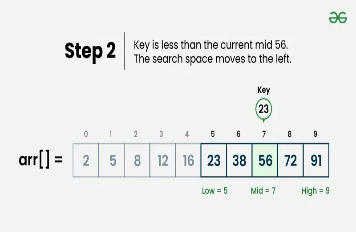 Step 2
Key is less than the current mid 56.
The search space moves to the left.
Key
23
0 1 2 3 4 5 6 7 8 9
arr[] = 2 5 8 12 16 23 38 56 72 91
Low = 5 Mid = 7 High = 9